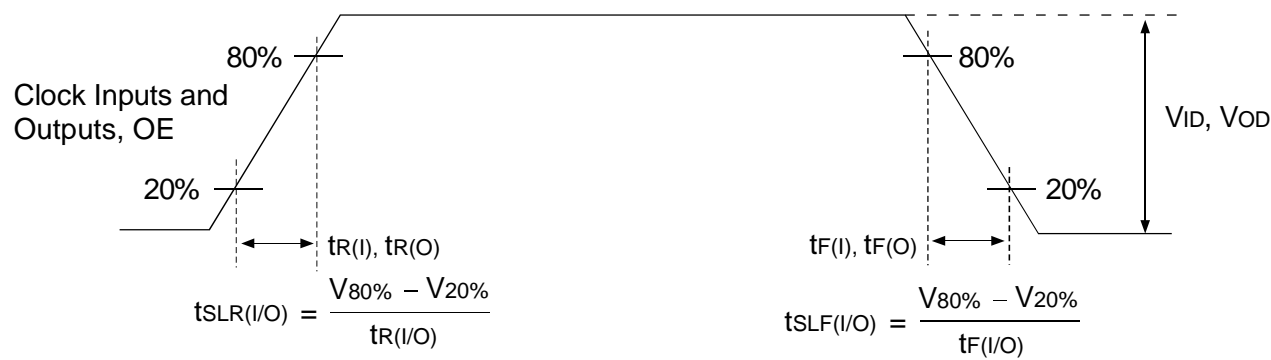 80%
80%
Clock Inputs and
Outputs, OE
VID, VOD
20%
20%
tR(I), tR(O)
tF(I), tF(O)
tSLR(I/O) = V80% – V20%
tR(I/O)
tSLF(I/O) = V80% – V20%
tF(I/O)